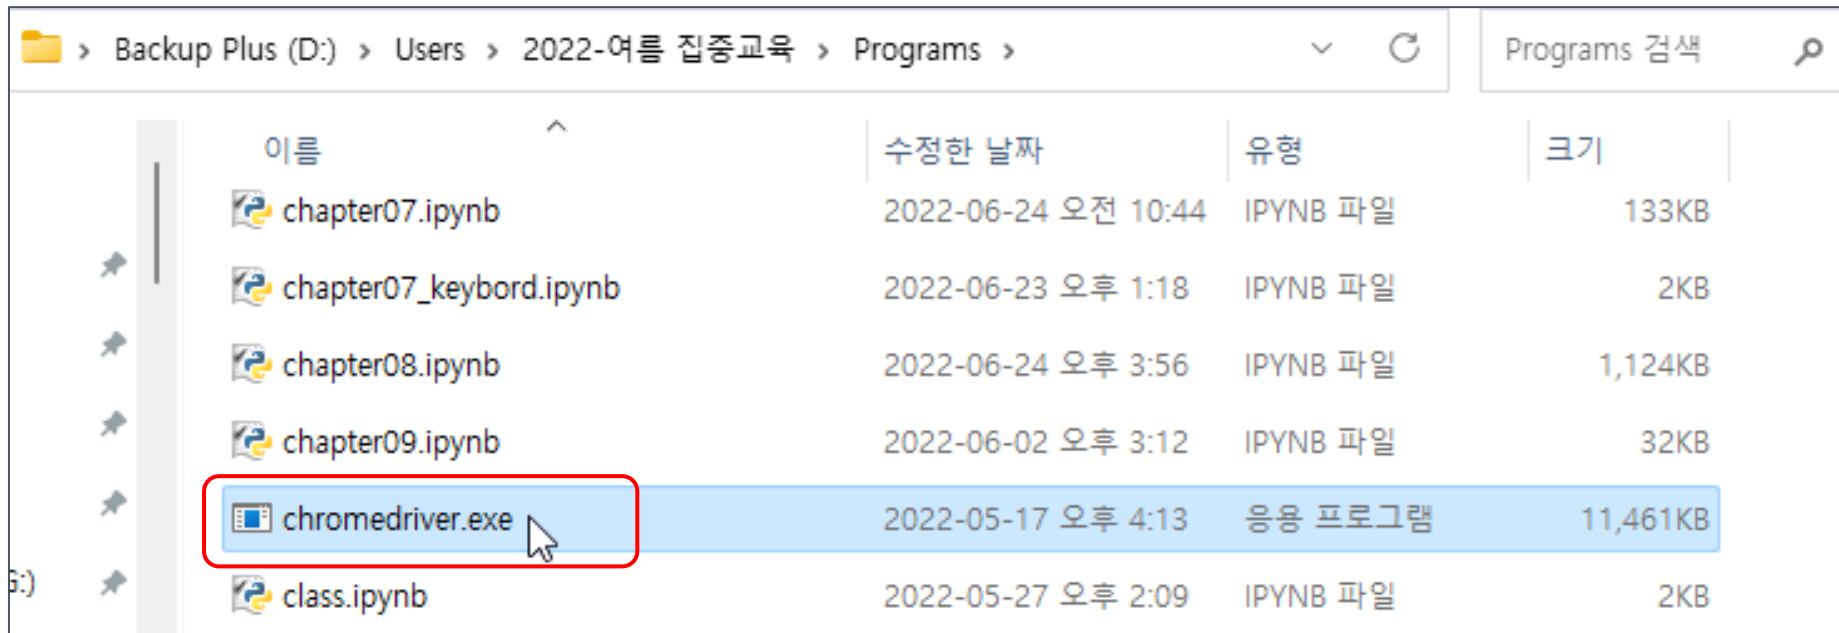 > Backup Plus (D:) > Users > 2022-여름 집중교육 > Programs > Programs 검색
이름 수정한 날짜 유형 크기
chapter07.ipynb 2022-06-24 오전 10:44 IPYNB 파일 133KB
chapter07_keybord.ipynb 2022-06-23 오후 1:18 IPYNB 파일 2KB
chapter08.ipynb 2022-06-24 오후 3:56 IPYNB 파일 1,124KB
chapter09.ipynb 2022-06-02 오후 3:12 IPYNB 파일 32KB
chromedriver.exe 2022-05-17 오후 4:13 응용 프로그램 11,461KB
:) class.ipynb 2022-05-27 오후 2:09 IPYNB 파일 2KB